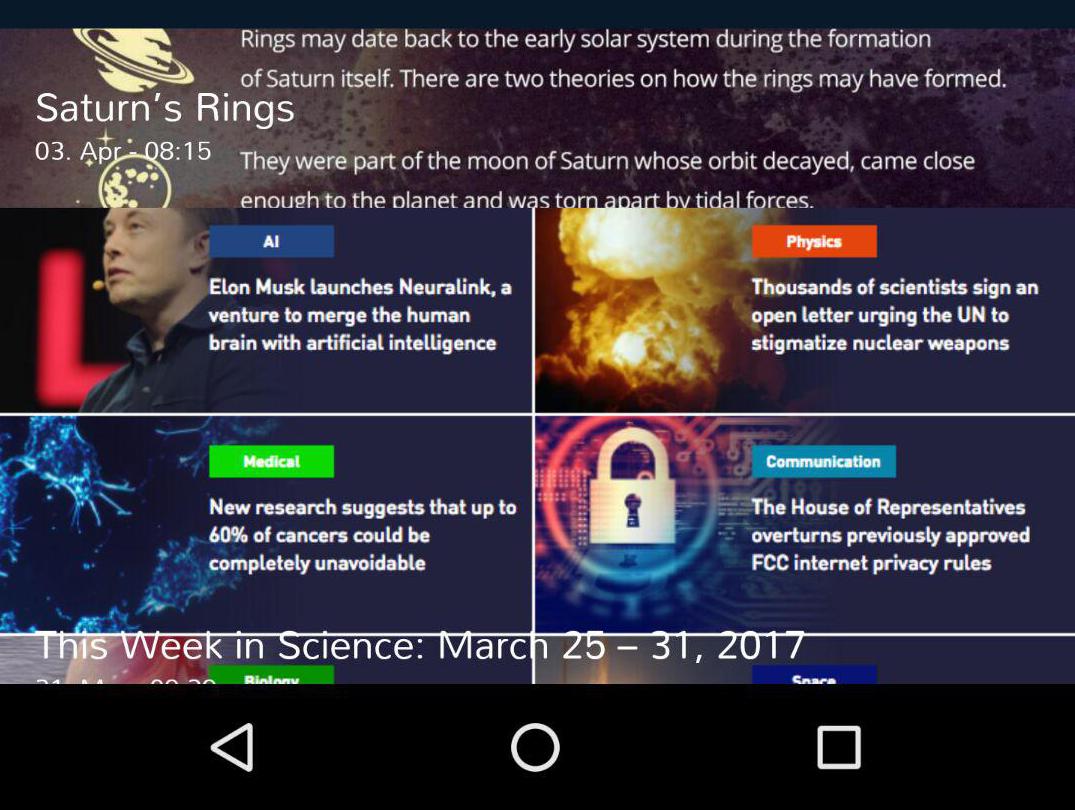 Rings may date back to the early solar system during the formation
of Saturn itself. There are two theories on how the rings may have formed.
Saturn’s Rings
03. Apr - 08:15
They were part of the moon of Saturn whose orbit decayed, came close
enough to the planet and was torn apart by tidal forces.
AI
Elon Musk launches Neuralink, a
venture to merge the human
brain with artificial intelligence
Physics
Thousands of scientists sign an
open letter urging the UN to
stigmatize nuclear weapons
Medical
New research suggests that up to
60% of cancers could be
completely unavoidable
Communication
The House of Representatives
overturns previously approved
FCC internet privacy rules
This Week in Science: March 25 – 31, 2017
Biology
Space